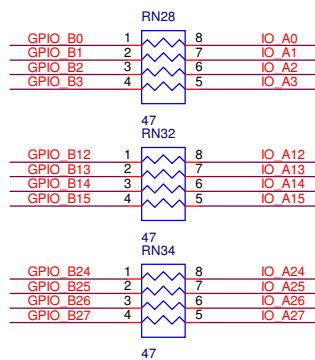 RN28
GPIO_B0 1 8 IO_A0
GPIO_B1 2 7 IO_A1
GPIO_B2 3 6 IO_A2
GPIO_B3 4 5 IO_A3
47
RN32
GPIO_B12 1 8 IO_A12
GPIO_B13 2 7 IO_A13
GPIO_B14 3 6 IO_A14
GPIO_B15 4 5 IO_A15
47
RN34
GPIO_B24 1 8 IO_A24
GPIO_B25 2 7 IO_A25
GPIO_B26 3 6 IO_A26
GPIO_B27 4 5 IO_A27
47